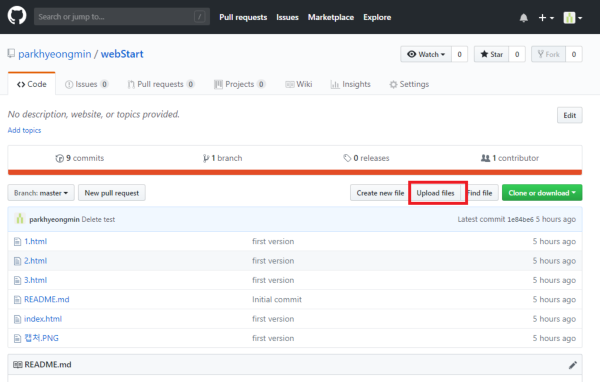 Search or jump to... /
Pull requests Issues Marketplace Explore
parkhyeongmin / webStart
Watch 0 Star 0 Fork 0
Code Issues 0 Pull requests 0 Projects 0 Wiki Insights Settings
No description, website, or topics provided. Edit
Add topics
9 commits 1 branch 0 releases 1 contributor
Branch: master New pull request Create new file Upload files Find file Clone or download
parkhyeongmin Delete test Latest commit 1e84be6 5 hours ago
1.html first version 5 hours ago
2.html first version 5 hours ago
3.html first version 5 hours ago
README.md Initial commit 5 hours ago
index.html first version 5 hours ago
캡처.PNG first version 5 hours ago
README.md